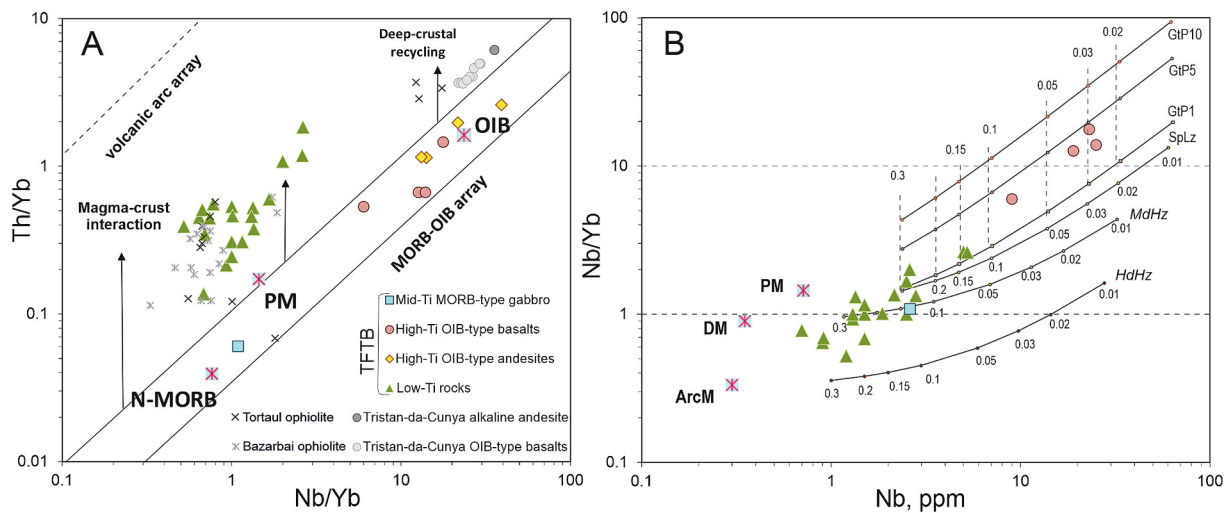 A
10
1
0.1
0.01
0.1
1
10
100
Th/Yb
Nb/Yb
volcanic arc array
Deep-crustal
recycling
Magma-crust
interaction
OIB
MORB-OIB array
PM
N-MORB
TFTB
Mid-Ti MORB-type gabbro
High-Ti OIB-type basalts
High-Ti OIB-type andesites
Low-Ti rocks
Tortaul ophiolite
Tristan-da-Cunya alkaline andesite
Bazarbai ophiolite
Tristan-da-Cunya OIB-type basalts
B
100
10
1
0.1
0.1
1
10
100
Nb/Yb
Nb, ppm
0.3
0.2
0.15
0.1
0.05
0.03
0.02
GtP10
GtP5
GtP1
SpLz
0.01
0.02
0.03
0.05
0.1
0.15
0.2
MdHz
0.01
0.02
0.03
0.05
0.1
0.3
HdHz
0.01
0.02
0.03
0.05
0.1
0.15
0.2
0.3
PM
DM
ArcM